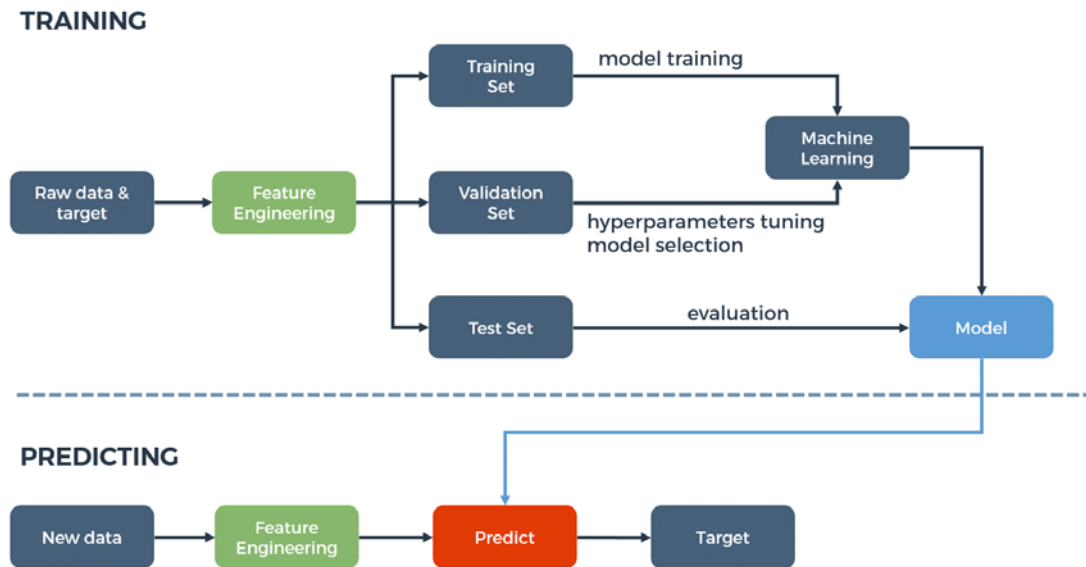 TRAINING
Training
Set
model training
Machine
Learning
Raw data &
target
Feature
Engineering
Validation
Set
hyperparameters tuning
model selection
Test Set
evaluation
Model
PREDICTING
New data
Feature
Engineering
Predict
Target